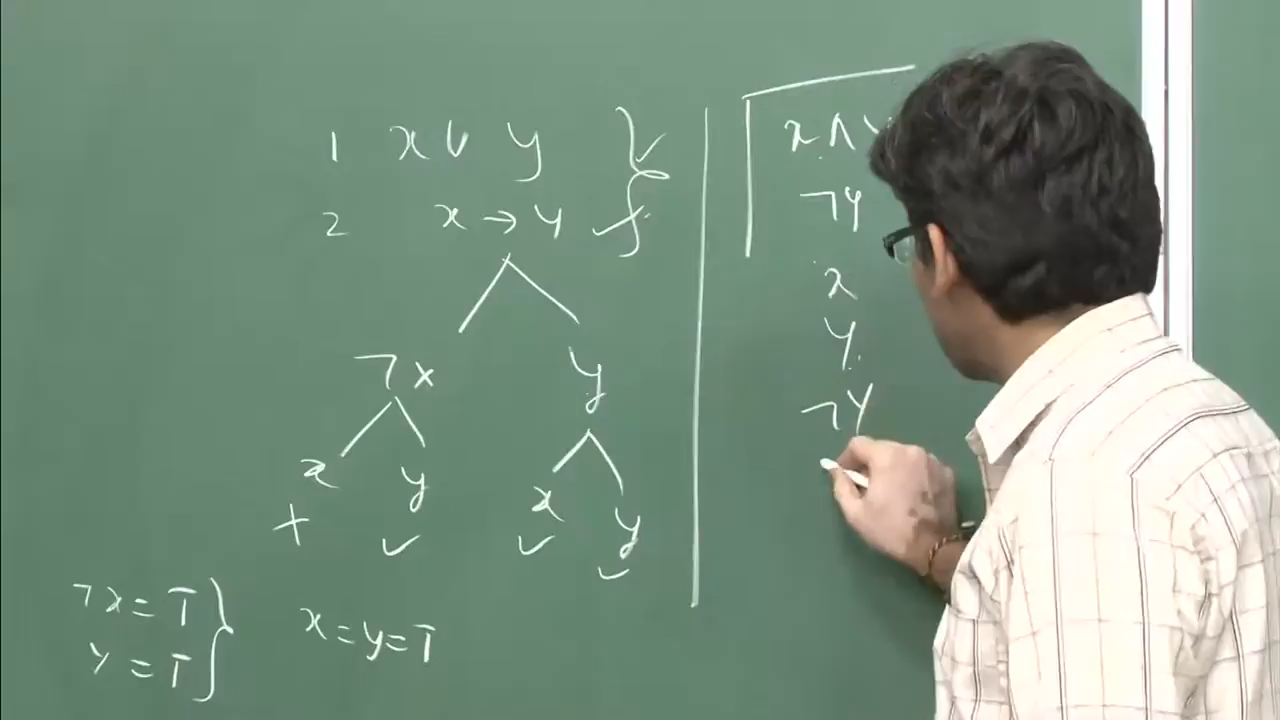 1 x ∨ y
2 x → y
¬x y
x y x y
+ ✓ ✓ ✓
¬x = T
y = T
x = y = T
x ∧ y
¬y
x
y
¬y